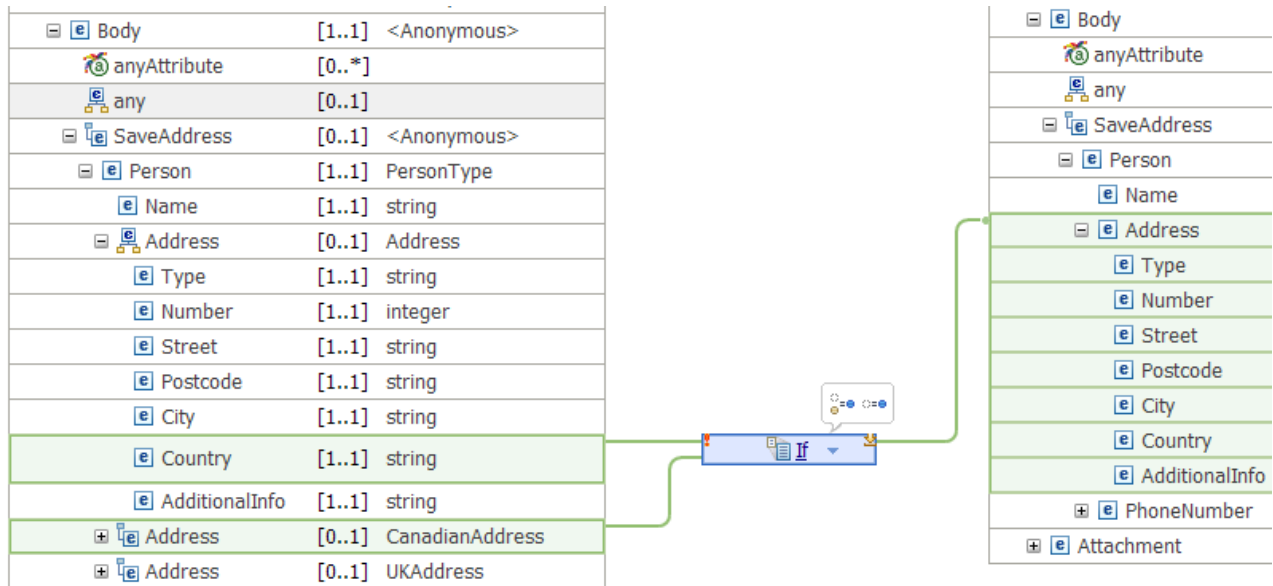 Body [1..1] <Anonymous>
anyAttribute [0..*]
any [0..1]
SaveAddress [0..1] <Anonymous>
Person [1..1] PersonType
Name [1..1] string
Address [0..1] Address
Type [1..1] string
Number [1..1] integer
Street [1..1] string
Postcode [1..1] string
City [1..1] string
Country [1..1] string
AdditionalInfo [1..1] string
Address [0..1] CanadianAddress
Address [0..1] UKAddress
If
Body
anyAttribute
any
SaveAddress
Person
Name
Address
Type
Number
Street
Postcode
City
Country
AdditionalInfo
PhoneNumber
Attachment